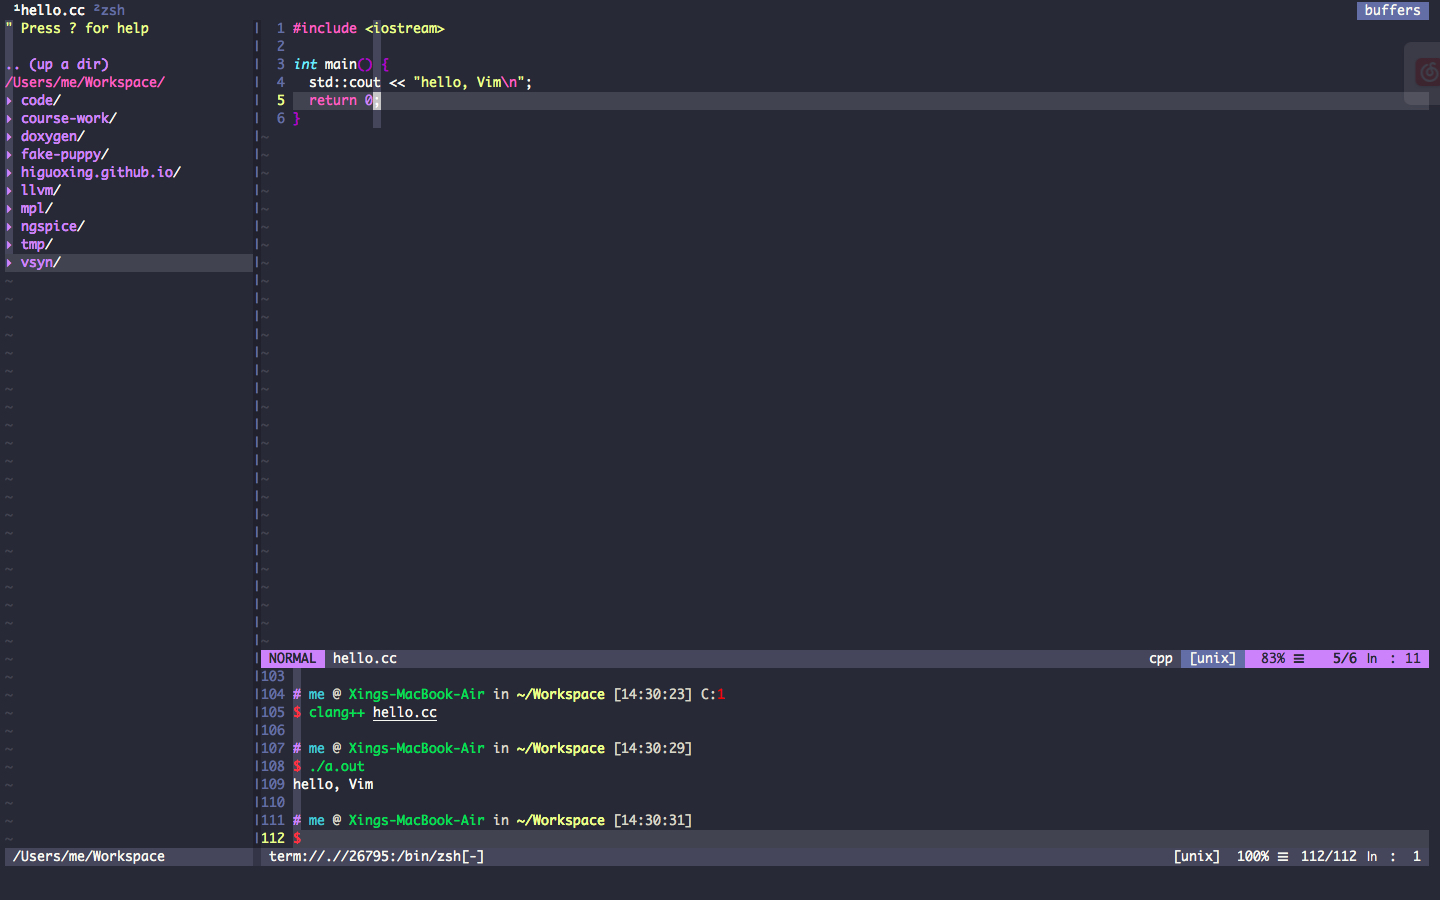 ¹hello.cc ²zsh
buffers
" Press ? for help
.. (up a dir)
/Users/me/Workspace/
▸ code/
▸ course-work/
▸ doxygen/
▸ fake-puppy/
▸ higuoxing.github.io/
▸ llvm/
▸ mpl/
▸ ngspice/
▸ tmp/
▸ vsyn/
1 #include <iostream>
2
3 int main() {
4   std::cout << "hello, Vim\n";
5   return 0;
6 }
NORMAL hello.cc cpp [unix] 83% ☰ 5/6 ln : 11
103
104 # me @ Xings-MacBook-Air in ~/Workspace [14:30:23] C:1
105 $ clang++ hello.cc
106
107 # me @ Xings-MacBook-Air in ~/Workspace [14:30:29]
108 $ ./a.out
109 hello, Vim
110
111 # me @ Xings-MacBook-Air in ~/Workspace [14:30:31]
112 $
/Users/me/Workspace
term://.//26795:/bin/zsh[-] [unix] 100% ☰ 112/112 ln : 1